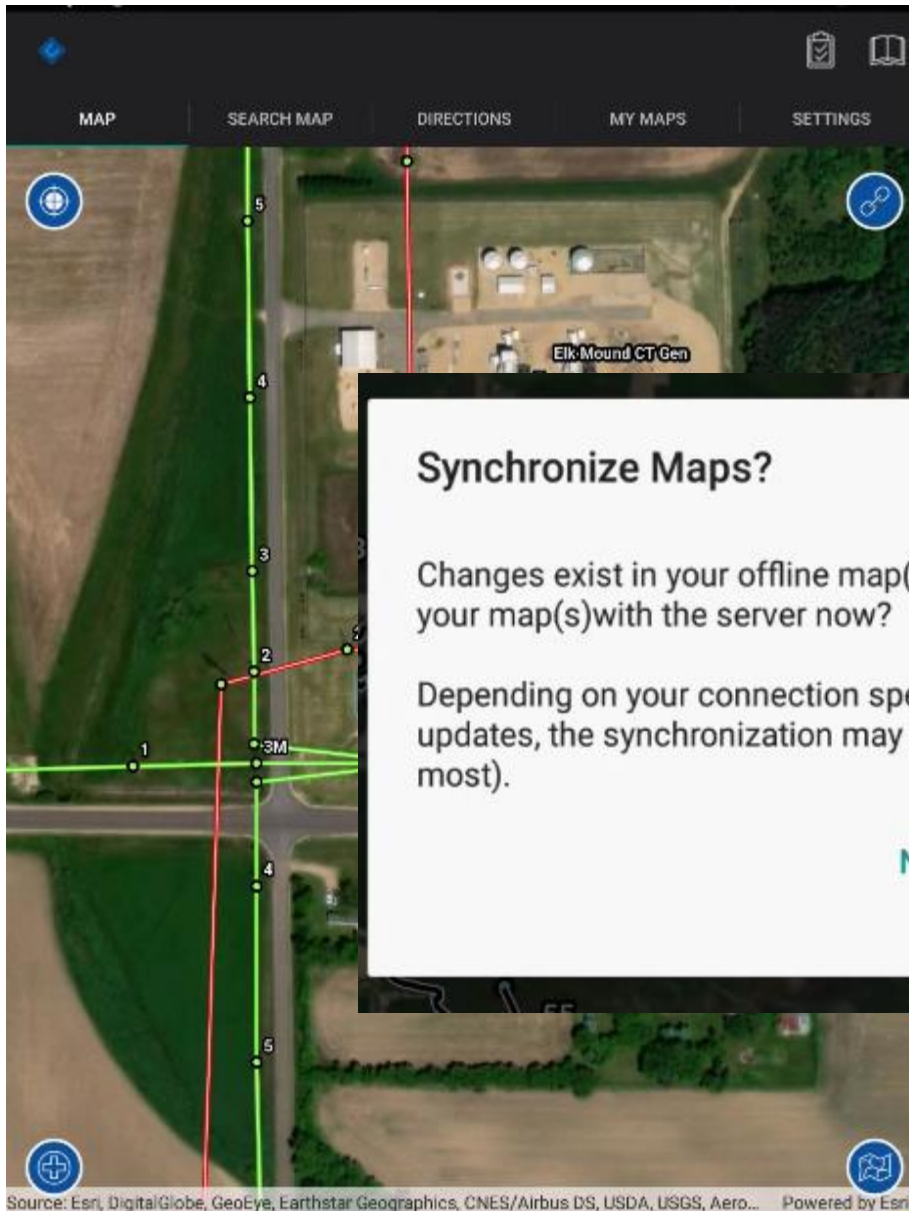 MAP
SEARCH MAP
DIRECTIONS
MY MAPS
SETTINGS
5
Elk Mound CT Gen
4
3
2
3M
1
4
5
Synchronize Maps?
Changes exist in your offline map(
your map(s)with the server now?
Depending on your connection spe
updates, the synchronization may
most).
55
Source: Esri, DigitalGlobe, GeoEye, Earthstar Geographics, CNES/Airbus DS, USDA, USGS, Aero...
Powered by Esri